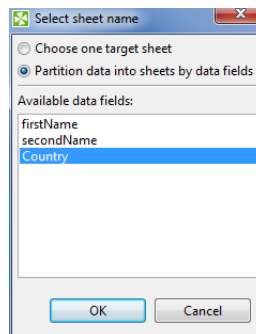 Select sheet name
Choose one target sheet
Partition data into sheets by data fields
Available data fields:
firstName
secondName
Country
OK
Cancel